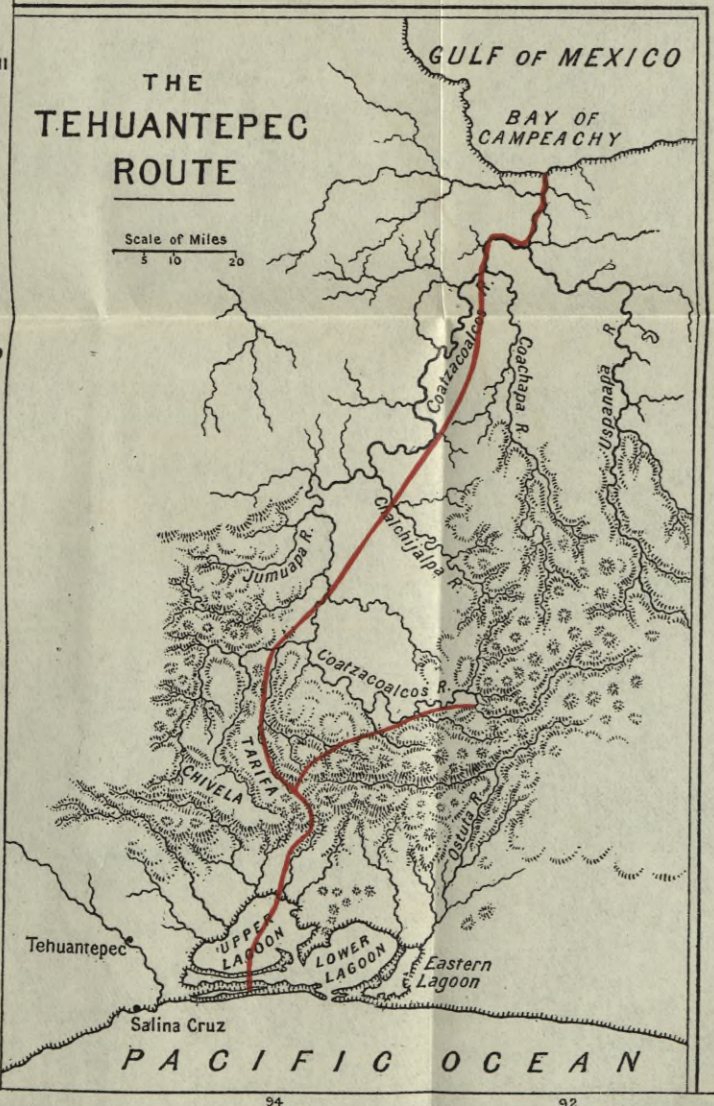 THE
TEHUANTEPEC
ROUTE
Scale of Miles
5 10 20
GULF OF MEXICO
BAY OF
CAMPEACHY
Coatzacoalcos R.
Coachapa R.
Uspanapa R.
Jumuapa R.
Chalchijalpa R.
Coatzacoalcos R.
TARIFA
CHIVELA
Ostuta R.
UPPER
LAGOON
LOWER
LAGOON
Eastern
Lagoon
Tehuantepec
Salina Cruz
PACIFIC OCEAN
94 92